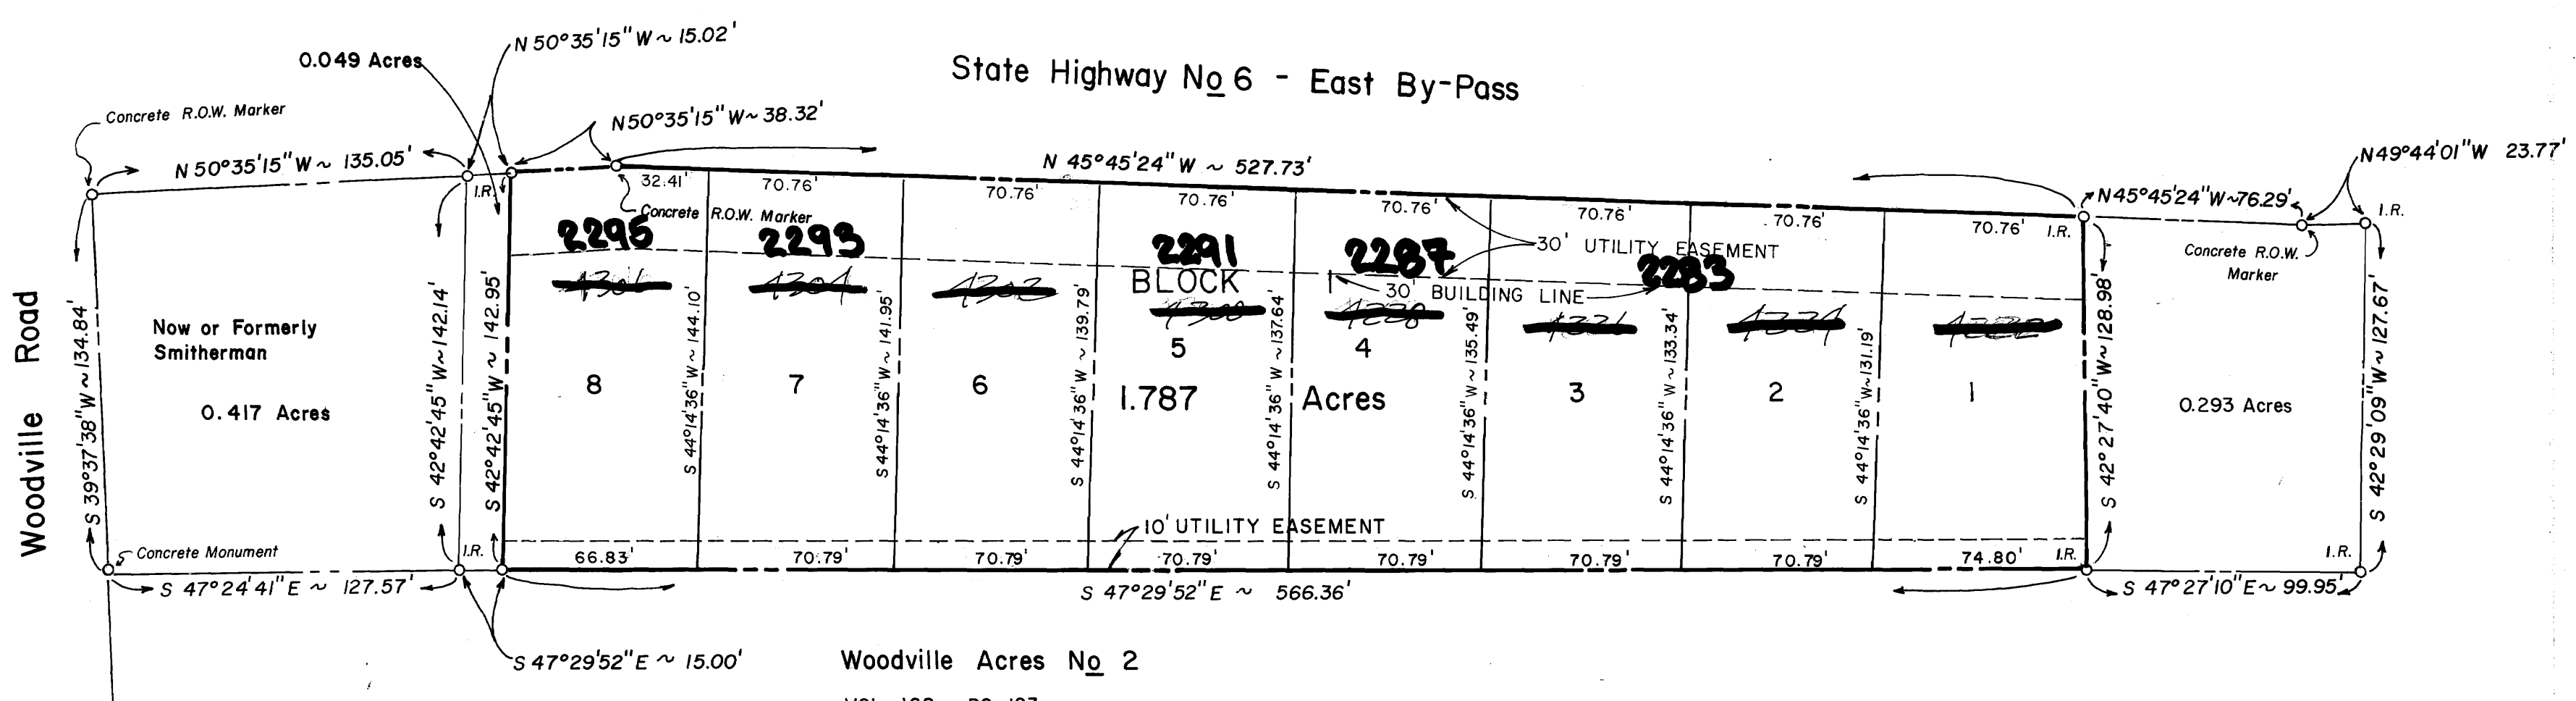 N 50°35'15"W ~ 15.02'
0.049 Acres
State Highway No 6 - East By-Pass
Concrete R.O.W. Marker
N 50°35'15"W ~ 38.32'
N 50°35'15"W ~ 135.05'
N 45°45'24"W ~ 527.73'
N49°44'01"W 23.77'
N45°45'24"W~76.29'
I.R.
32.41'
70.76'
70.76'
70.76'
70.76'
70.76'
70.76'
70.76'
I.R.
I.R.
Concrete R.O.W. Marker
2295
2293
2291
2287
2283
30' UTILITY EASEMENT
Concrete R.O.W.
Marker
BLOCK
30' BUILDING LINE
Woodville Road
S 39°37'38"W ~134.84'
Now or Formerly
Smitherman
0.417 Acres
S 42°42'45"W ~142.14'
S 42°42'45"W ~ 142.95'
S 44°14'36"W ~ 144.10'
S 44°14'36"W ~ 141.95'
S 44°14'36"W ~ 139.79'
S 44°14'36"W ~137.64'
S 44°14'36"W ~135.49'
S 44°14'36"W ~133.34'
S 44°14'36"W~131.19'
S 42°27'40"W~128.98'
S 42°29'09"W~127.67'
8
7
6
5
4
3
2
1
1.787 Acres
0.293 Acres
10' UTILITY EASEMENT
Concrete Monument
I.R.
66.83'
70.79'
70.79'
70.79'
70.79'
70.79'
70.79'
74.80'
I.R.
I.R.
S 47°24'41"E ~ 127.57'
S 47°29'52"E ~ 566.36'
S 47°27'10"E~ 99.95'
S 47°29'52"E ~ 15.00'
Woodville Acres No 2